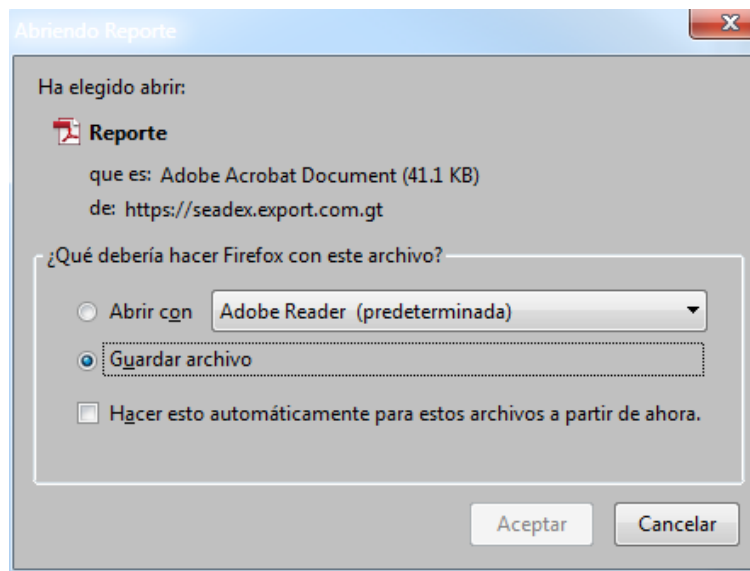 Abriendo Reporte
Ha elegido abrir:
Reporte
que es: Adobe Acrobat Document (41.1 KB)
de: https://seadex.export.com.gt
¿Qué debería hacer Firefox con este archivo?
Abrir con Adobe Reader (predeterminada)
Guardar archivo
Hacer esto automáticamente para estos archivos a partir de ahora.
Aceptar Cancelar